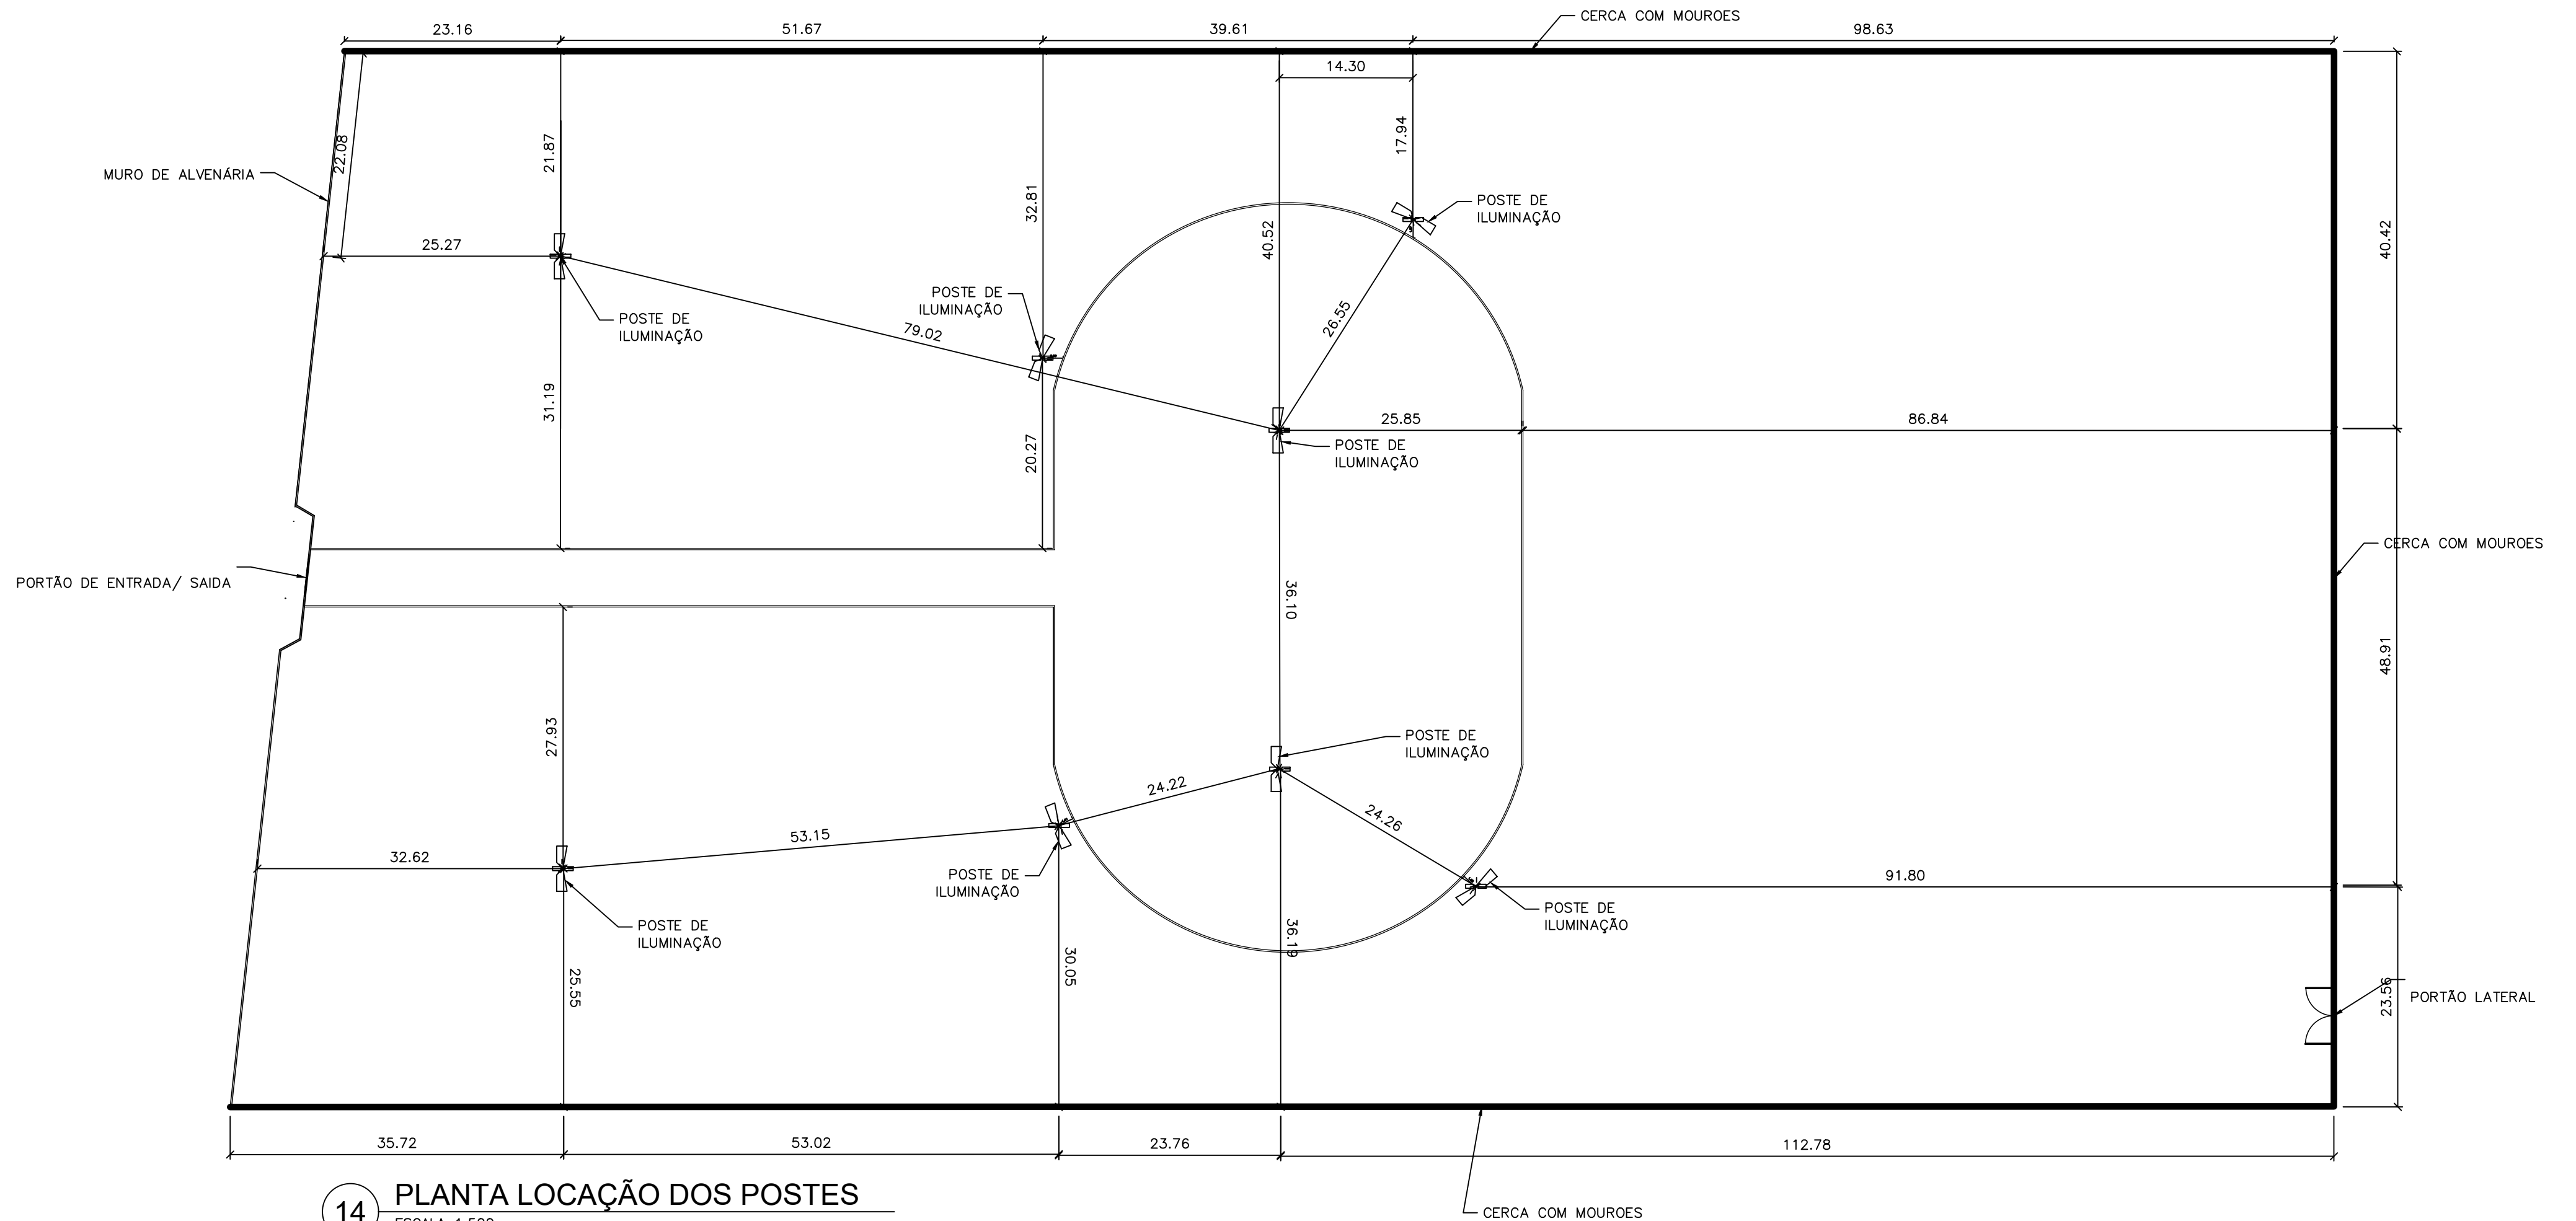 CERCA COM MOUROES
23.16
51.67
39.61
98.63
14.30
22.08
21.87
32.81
40.52
17.94
40.42
MURO DE ALVENÁRIA
POSTE DE
ILUMINAÇÃO
25.27
POSTE DE
ILUMINAÇÃO
POSTE DE
ILUMINAÇÃO
79.02
26.55
31.19
20.27
25.85
86.84
POSTE DE
ILUMINAÇÃO
CERCA COM MOUROES
PORTÃO DE ENTRADA/ SAIDA
36.10
48.91
27.93
POSTE DE
ILUMINAÇÃO
24.22
24.26
53.15
32.62
POSTE DE
ILUMINAÇÃO
91.80
POSTE DE
ILUMINAÇÃO
POSTE DE
ILUMINAÇÃO
25.55
30.05
36.19
23.56
PORTÃO LATERAL
35.72
53.02
23.76
112.78
14
PLANTA LOCAÇÃO DOS POSTES
CERCA COM MOUROES